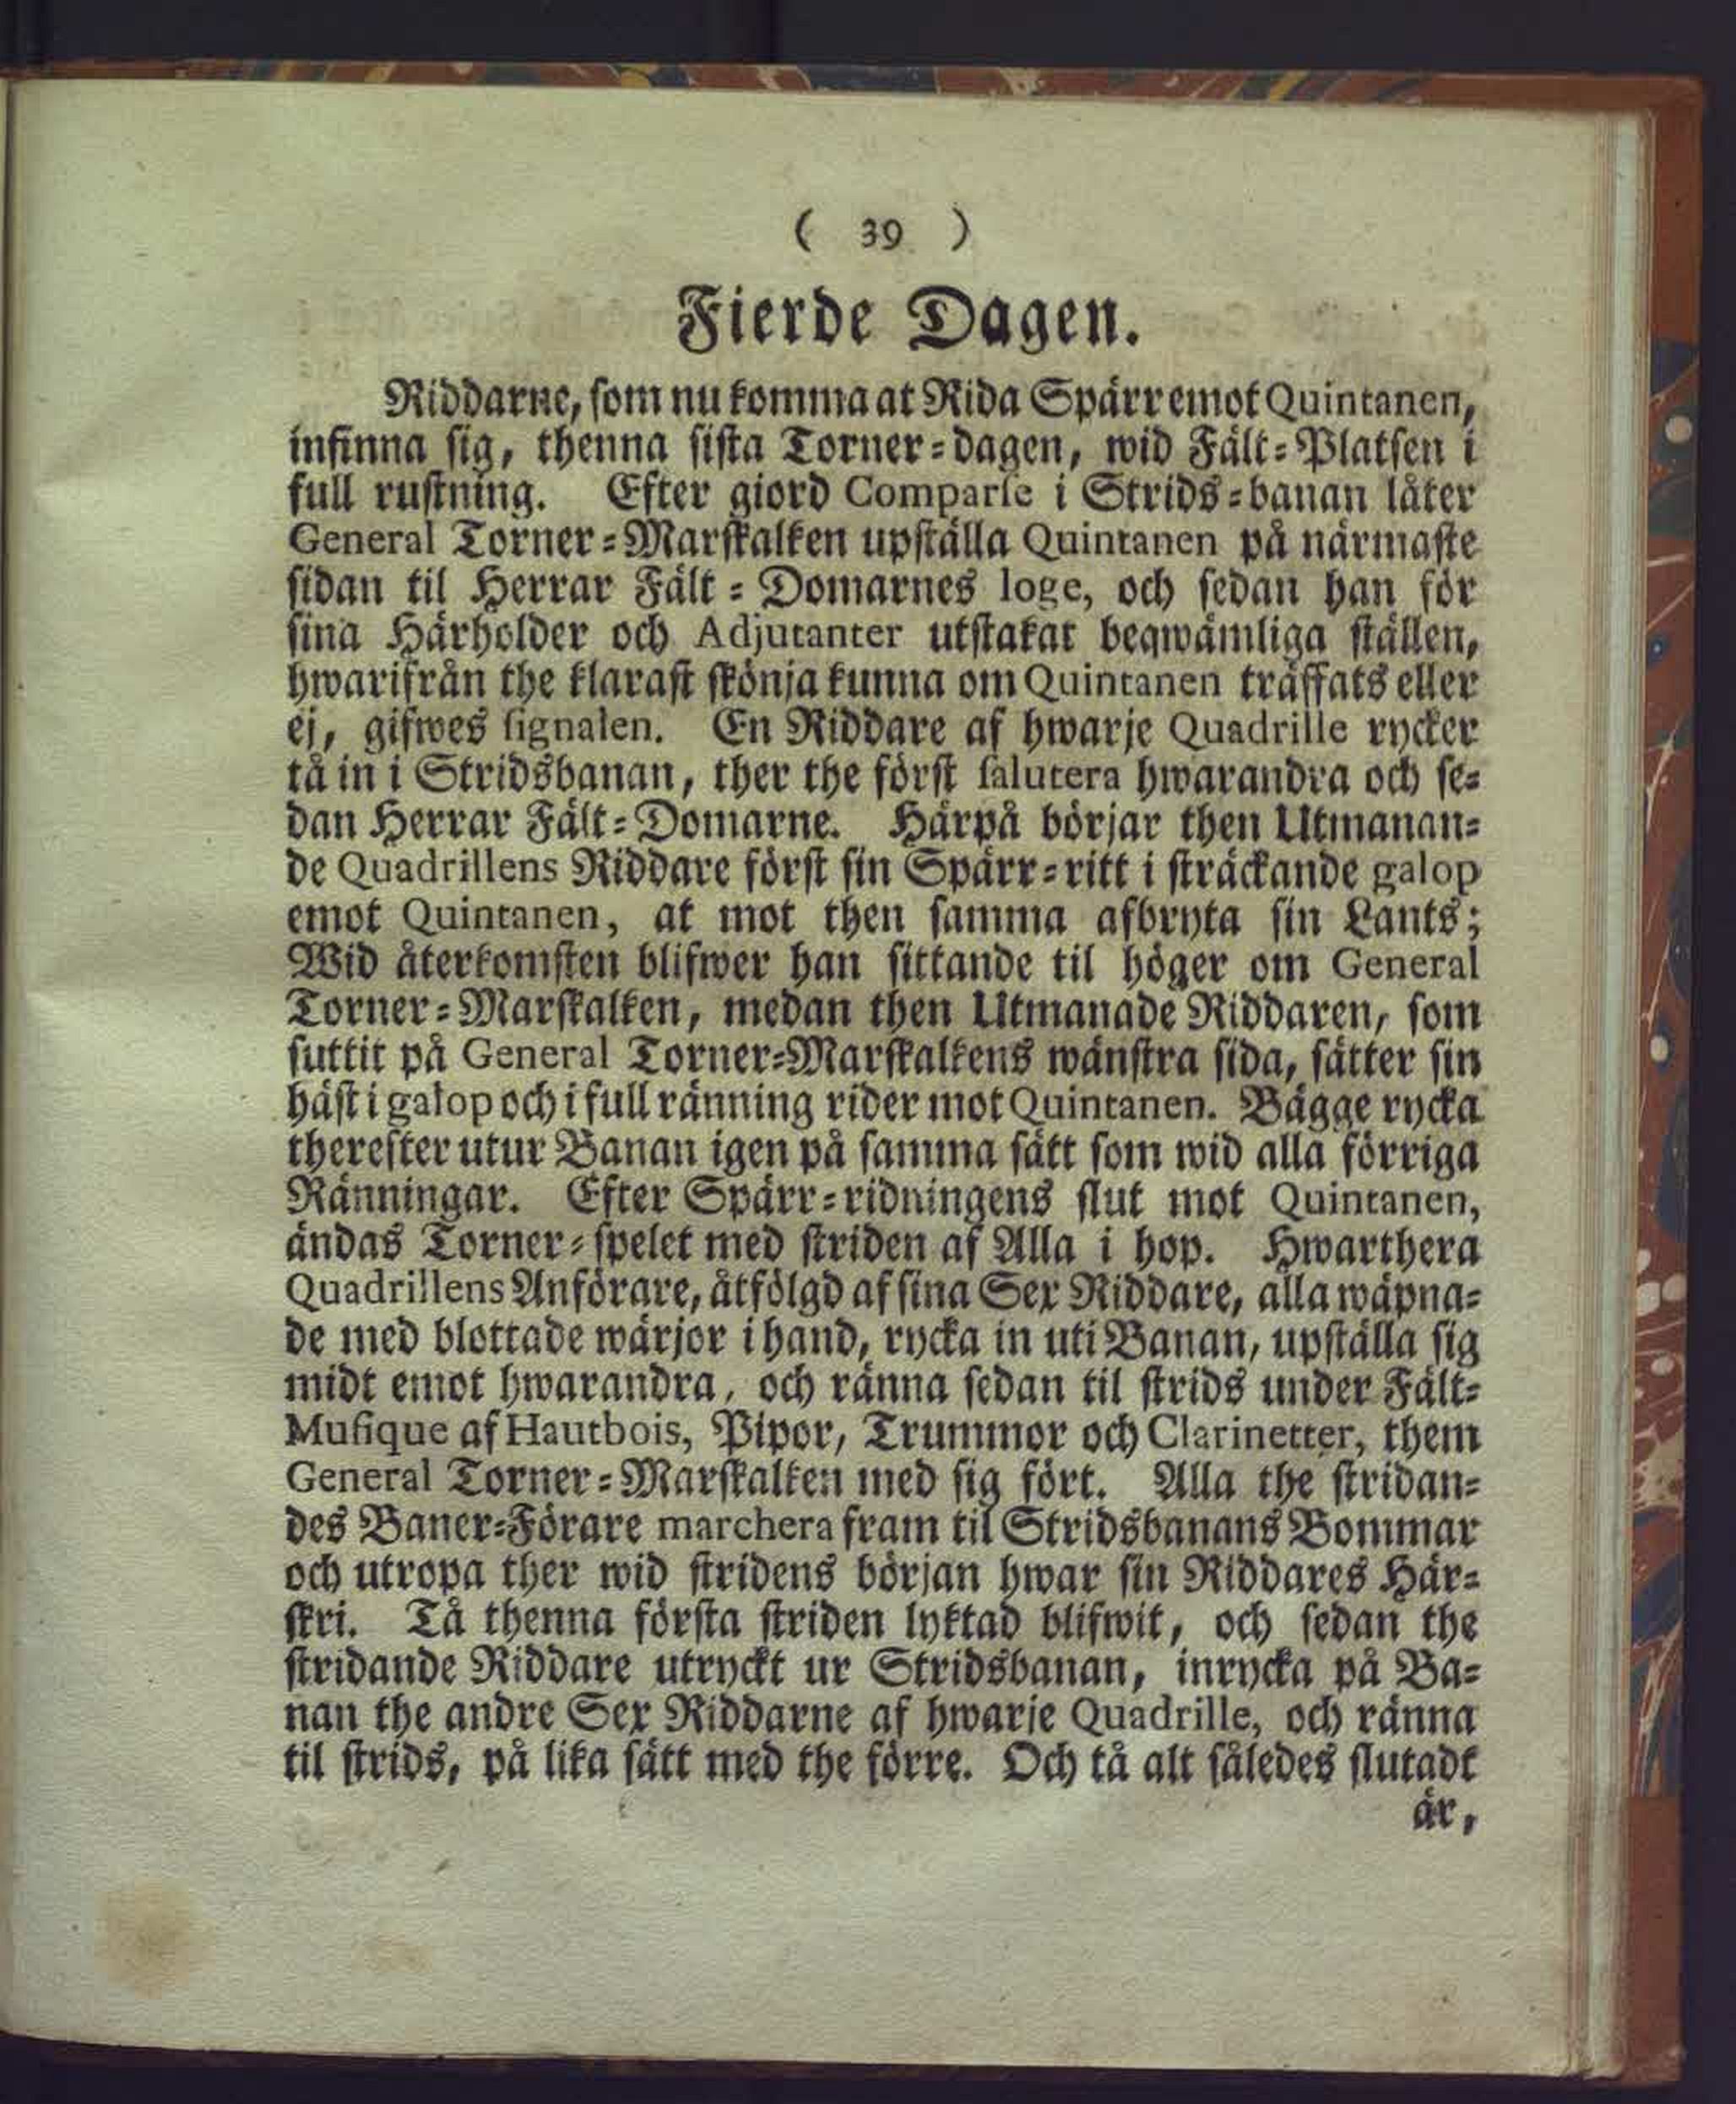 ( 39 )
Fierde Dagen.
Riddarne, som nu komma at Rida Spärr emot Quintanen,
infinna sig, thenna sista Torner-dagen, wid Fält-Platsen i
full rustning. Efter giord Comparse i Strids-banan låter
General Torner-Marskalken upställa Quintanen på närmaste
sidan til Herrar Fält-Domarnes loge, och sedan han för
sina Härholder och Adjutanter utstakat beqwämliga ställen,
hwarifrån the klarast skönja kunna om Quintanen träffats eller
ej, gifwes signalen. En Riddare af hwarje Quadrille rycker
tå in i Stridsbanan, ther the först salutera hwarandra och se-
dan Herrar Fält-Domarne. Härpå börjar then Utmanan-
de Quadrillens Riddare först sin Spärr-ritt i sträckande galop
emot Quintanen, at mot then samma afbryta sin Lants;
Wid återkomsten blifwer han sittande til höger om General
Torner-Marskalken, medan then Utmanade Riddaren, som
suttit på General Torner-Marskalkens wänstra sida, sätter sin
häst i galop och i full ränning rider mot Quintanen. Bägge rycka
therefter utur Banan igen på samma sätt som wid alla förriga
Ränningar. Efter Spärr-ridningens slut mot Quintanen,
ändas Torner-spelet med striden af Alla i hop. Hwarthera
Quadrillens Anförare, åtfölgd af sina Sex Riddare, alla wäpna-
de med blottade wärjor i hand, rycka in uti Banan, upställa sig
midt emot hwarandra, och ränna sedan til strids under Fält-
Musique af Hautbois, Pipor, Trummor och Clarinetter, them
General Torner-Marskalken med sig fört. Alla the stridan-
des Baner-Förare marchera fram til Stridsbanans Bommar
och utropa ther wid stridens början hwar sin Riddares Här-
skri. Tå thenna första striden lyktad blifwit, och sedan the
stridande Riddare utryckt ur Stridsbanan, inrycka på Ba-
nan the andre Sex Riddarne af hwarje Quadrille, och ränna
til strids, på lika sätt med the förre. Och tå alt således slutadt
är,